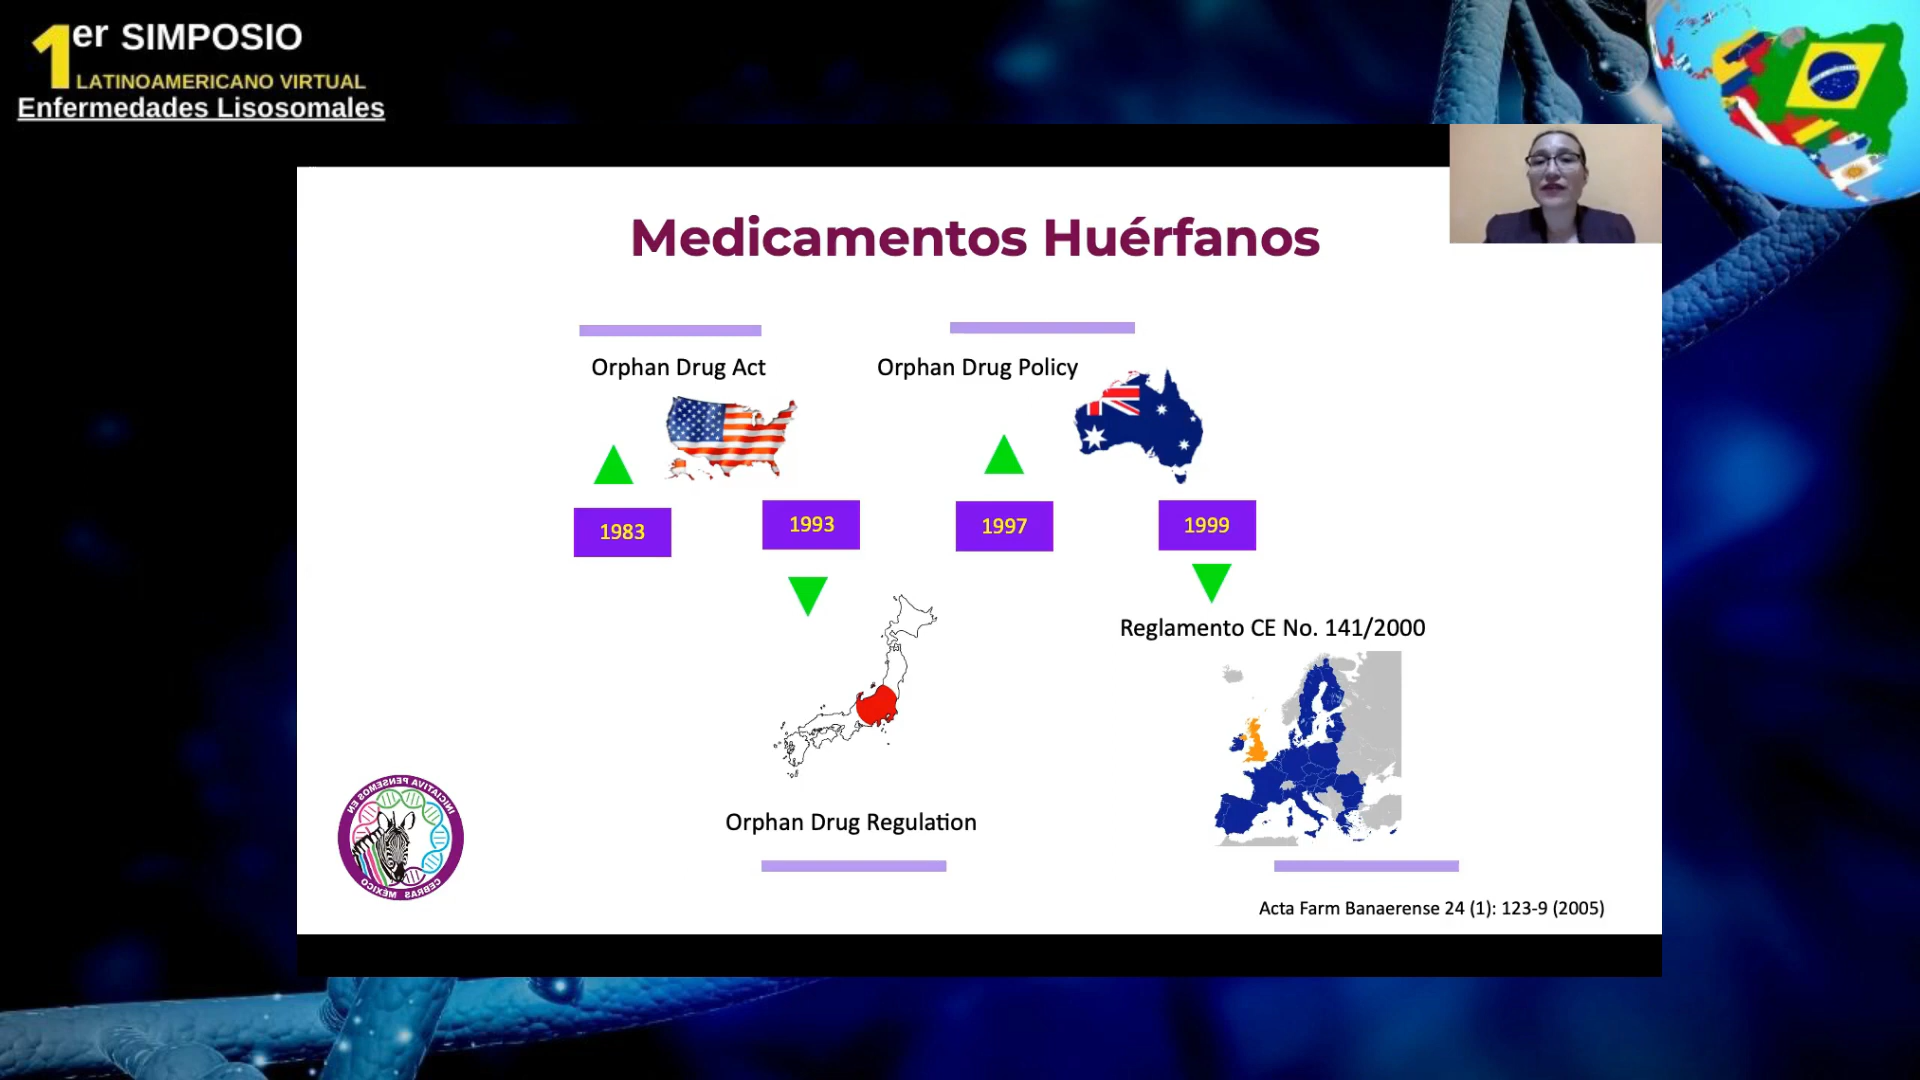 1er SIMPOSIO
LATINOAMERICANO VIRTUAL
Enfermedades Lisosomales
Medicamentos Huérfanos
Orphan Drug Act
Orphan Drug Policy
1983
1993
1997
1999
Reglamento CE No. 141/2000
Orphan Drug Regulation
INICIATIVA PENSEMOS EN
CEBRAS MÉXICO
Acta Farm Banaerense 24 (1): 123-9 (2005)